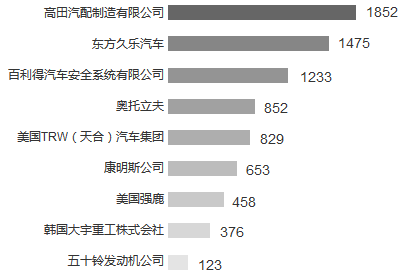 高田汽配制造有限公司 1852
东方久乐汽车 1475
百利得汽车安全系统有限公司 1233
奥托立夫 852
美国TRW（天合）汽车集团 829
康明斯公司 653
美国强鹿 458
韩国大宇重工株式会社 376
五十铃发动机公司 123